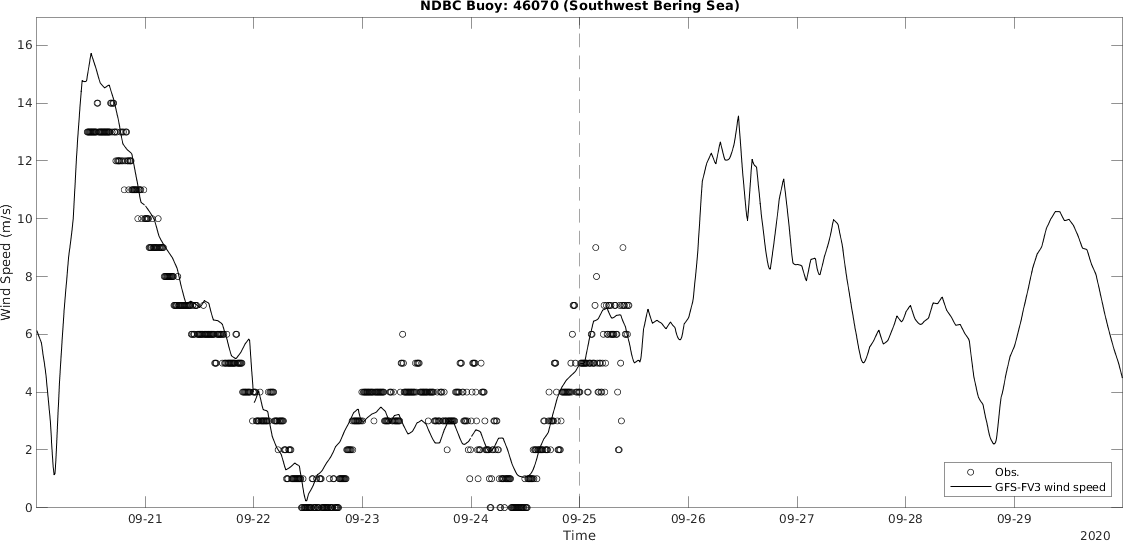 NDBC Buoy: 46070 (Southwest Bering Sea)
16
14
12
10
8
6
4
2
0
Wind Speed (m/s)
09-21 09-22 09-23 09-24 09-25 09-26 09-27 09-28 09-29
Time
2020
Obs.
GFS-FV3 wind speed